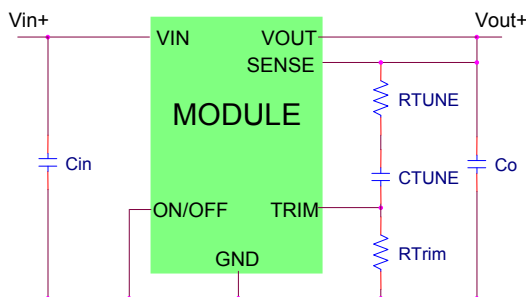 Vin+
Vout+
VIN
VOUT
SENSE
RTUNE
MODULE
Cin
CTUNE
Co
ON/OFF
TRIM
RTrim
GND